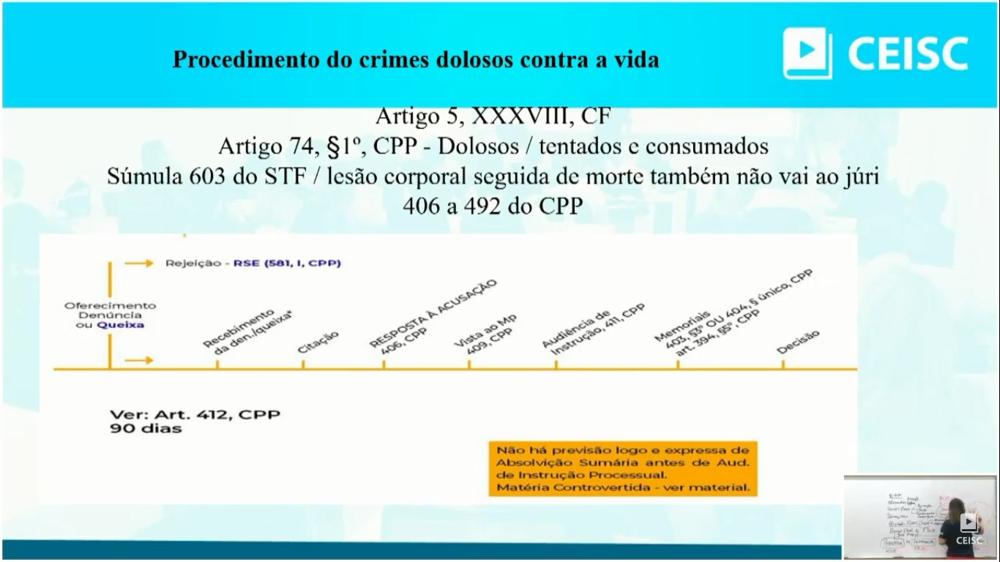 Procedimento do crimes dolosos contra a vida
CEISC
Artigo 5, XXXVIII, CF
Artigo 74, §1º, CPP - Dolosos / tentados e consumados
Súmula 603 do STF / lesão corporal seguida de morte também não vai ao júri
406 a 492 do CPP
Rejeição - RSE (581, I, CPP)
Oferecimento
Denúncia
ou Queixa
Recebimento
da den./queixa*
Citação
RESPOSTA À ACUSAÇÃO
406, CPP
Vista ao Mp
409, CPP
Audiência de
Instrução, 411, CPP
Memoriais
403, §3º OU 404, § único, CPP
art. 394, §5º, CPP
Decisão
Ver: Art. 412, CPP
90 dias
Não há previsão logo e expressa de
Absolvição Sumária antes de Aud.
de Instrução Processual.
Matéria Controvertida - ver material.
CEISC